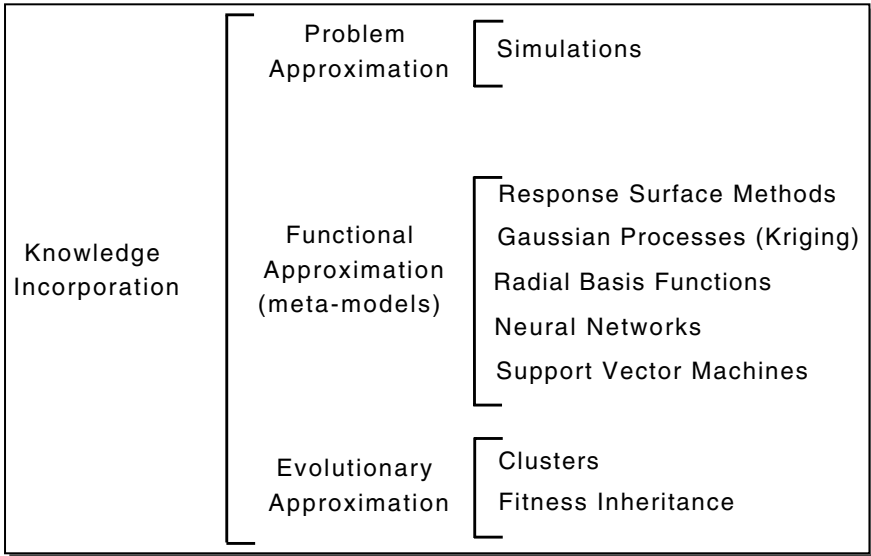 Knowledge
Incorporation
Problem
Approximation
Simulations
Functional
Approximation
(meta-models)
Response Surface Methods
Gaussian Processes (Kriging)
Radial Basis Functions
Neural Networks
Support Vector Machines
Evolutionary
Approximation
Clusters
Fitness Inheritance